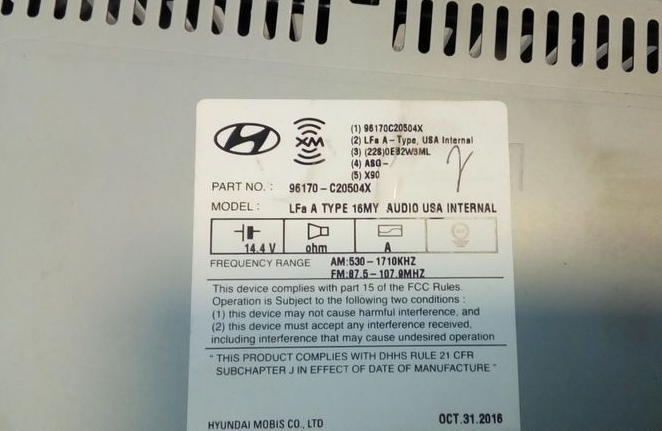 XM
(1) 96170C20504X
(2) LFa A-Type, USA Internal
(3) (228)0E32W3ML
(4) ASG-
(5) X90
PART NO. : 96170-C20504X
MODEL : LFa A TYPE 16MY AUDIO USA INTERNAL
14.4 V ohm A
FREQUENCY RANGE AM:530-1710KHZ
FM:87.5-107.9MHZ
This device complies with part 15 of the FCC Rules.
Operation is Subject to the following two conditions :
(1) this device may not cause harmful interference, and
(2) this device must accept any interference received,
including interference that may cause undesired operation
" THIS PRODUCT COMPLIES WITH DHHS RULE 21 CFR
SUBCHAPTER J IN EFFECT OF DATE OF MANUFACTURE "
HYUNDAI MOBIS CO., LTD OCT.31.2016